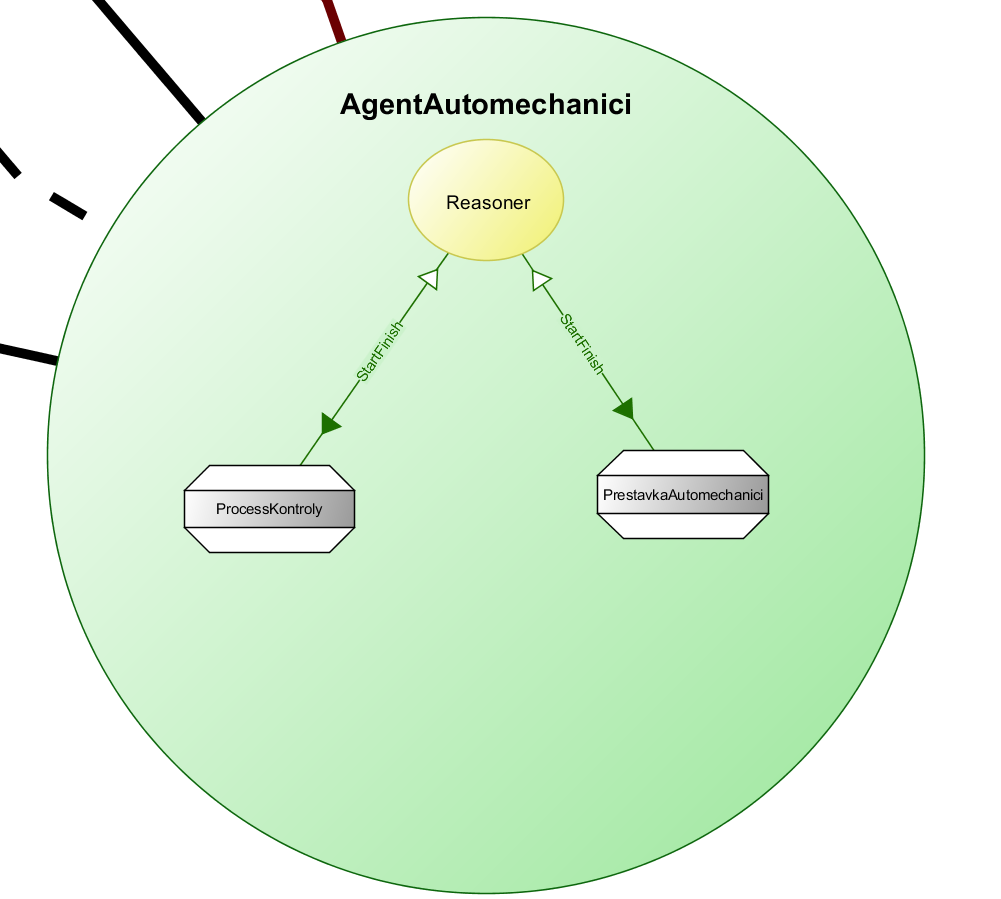 AgentAutomechanici
Reasoner
StartFinish
StartFinish
ProcessKontroly
PrestavkaAutomechanici